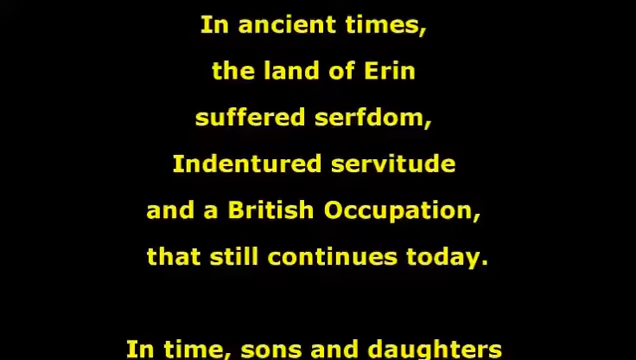 In ancient times,
the land of Erin
suffered serfdom,
Indentured servitude
and a British Occupation,
that still continues today.
In time, sons and daughters